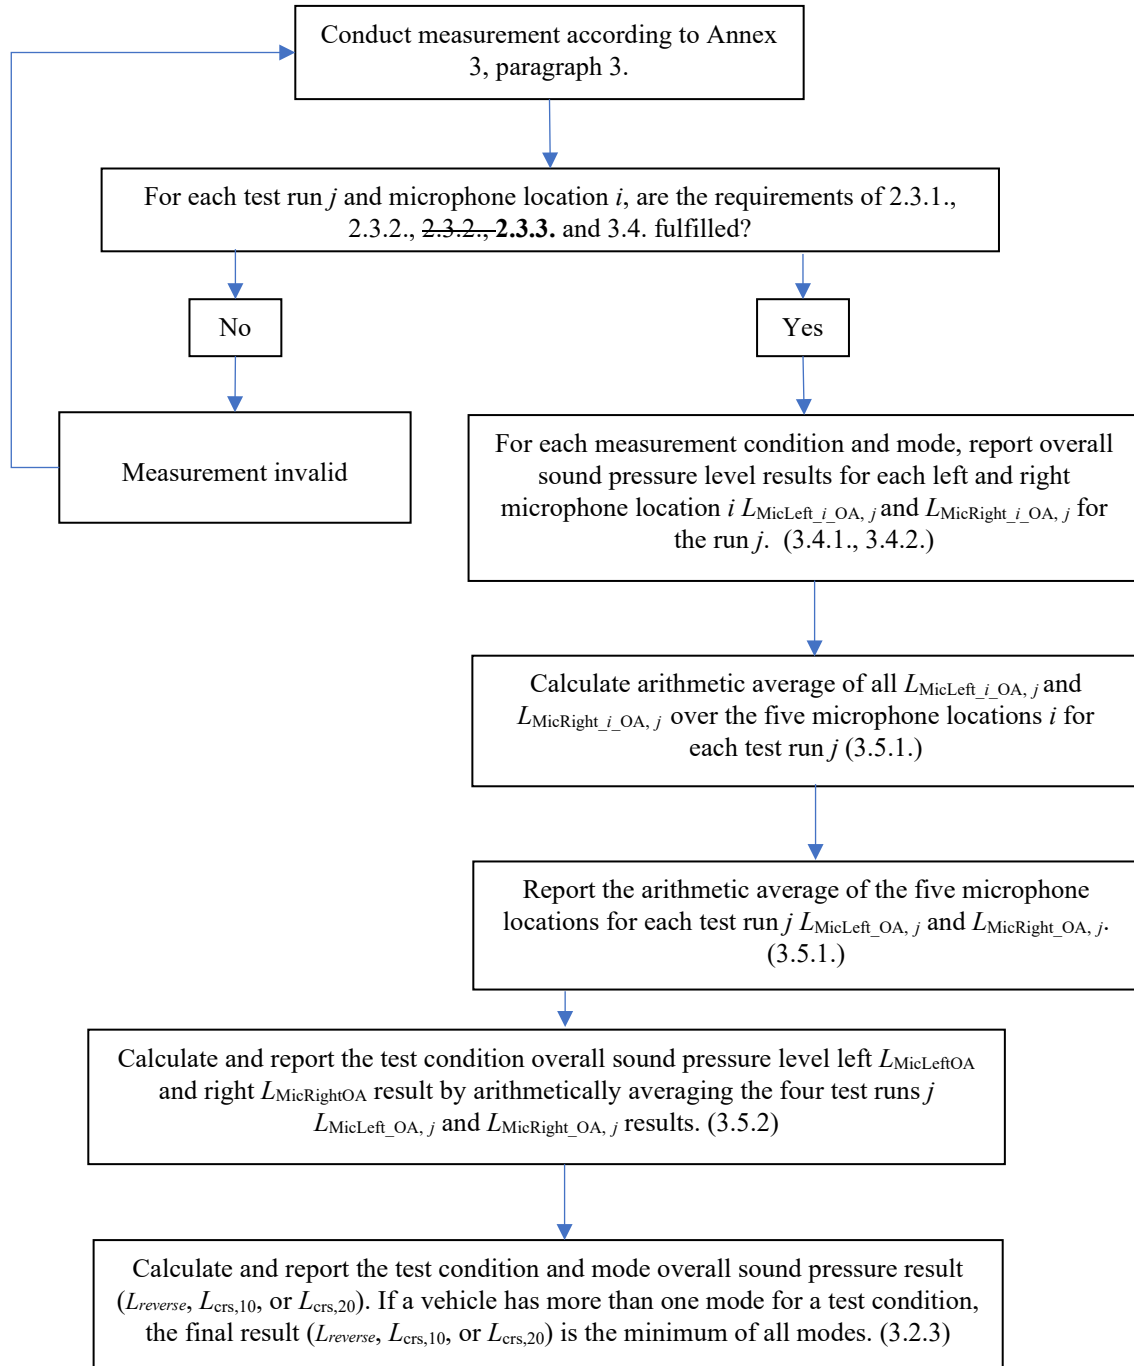 Conduct measurement according to Annex
3, paragraph 3.
For each test run j and microphone location i, are the requirements of 2.3.1.,
2.3.2., 2.3.2., 2.3.3. and 3.4. fulfilled?
No
Yes
Measurement invalid
For each measurement condition and mode, report overall
sound pressure level results for each left and right
microphone location i LMicLeft_i_OA, j and LMicRight_i_OA, j for
the run j. (3.4.1., 3.4.2.)
Calculate arithmetic average of all LMicLeft_i_OA, j and
LMicRight_i_OA, j over the five microphone locations i for
each test run j (3.5.1.)
Report the arithmetic average of the five microphone
locations for each test run j LMicLeft_OA, j and LMicRight_OA, j.
(3.5.1.)
Calculate and report the test condition overall sound pressure level left LMicLeftOA
and right LMicRightOA result by arithmetically averaging the four test runs j
LMicLeft_OA, j and LMicRight_OA, j results. (3.5.2)
Calculate and report the test condition and mode overall sound pressure result
(Lreverse, Lcrs,10, or Lcrs,20). If a vehicle has more than one mode for a test condition,
the final result (Lreverse, Lcrs,10, or Lcrs,20) is the minimum of all modes. (3.2.3)